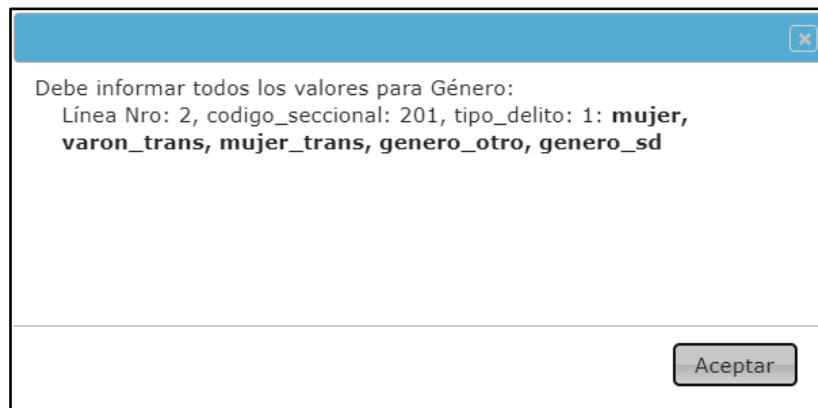 Debe informar todos los valores para Género:
Línea Nro: 2, codigo_seccional: 201, tipo_delito: 1: mujer,
varon_trans, mujer_trans, genero_otro, genero_sd
Aceptar